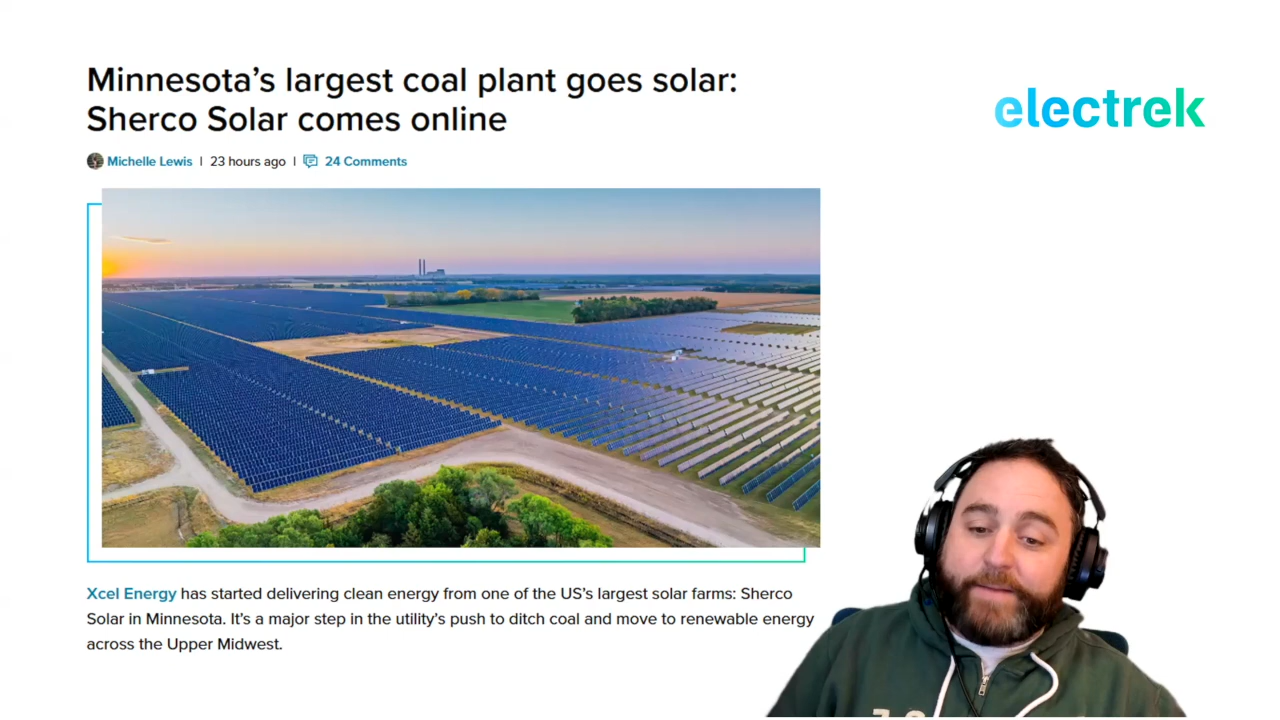 Minnesota's largest coal plant goes solar:
Sherco Solar comes online
electrek
Michelle Lewis | 23 hours ago | 24 Comments
Xcel Energy has started delivering clean energy from one of the US's largest solar farms: Sherco
Solar in Minnesota. It's a major step in the utility's push to ditch coal and move to renewable energy
across the Upper Midwest.